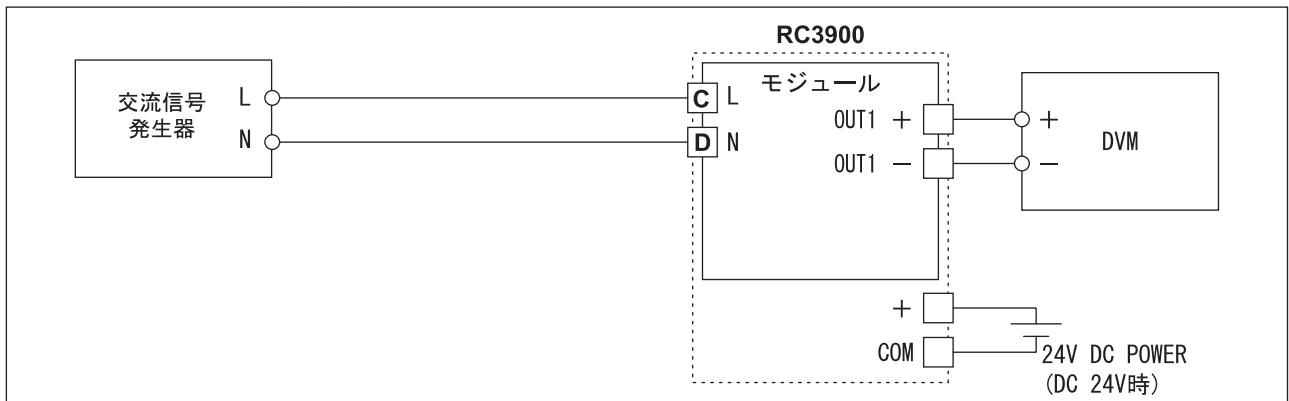 RC3900
交流信号
発生器
L
N
C L
D N
モジュール
OUT1 +
OUT1 −
+
−
DVM
+
COM
24V DC POWER
(DC 24V時)